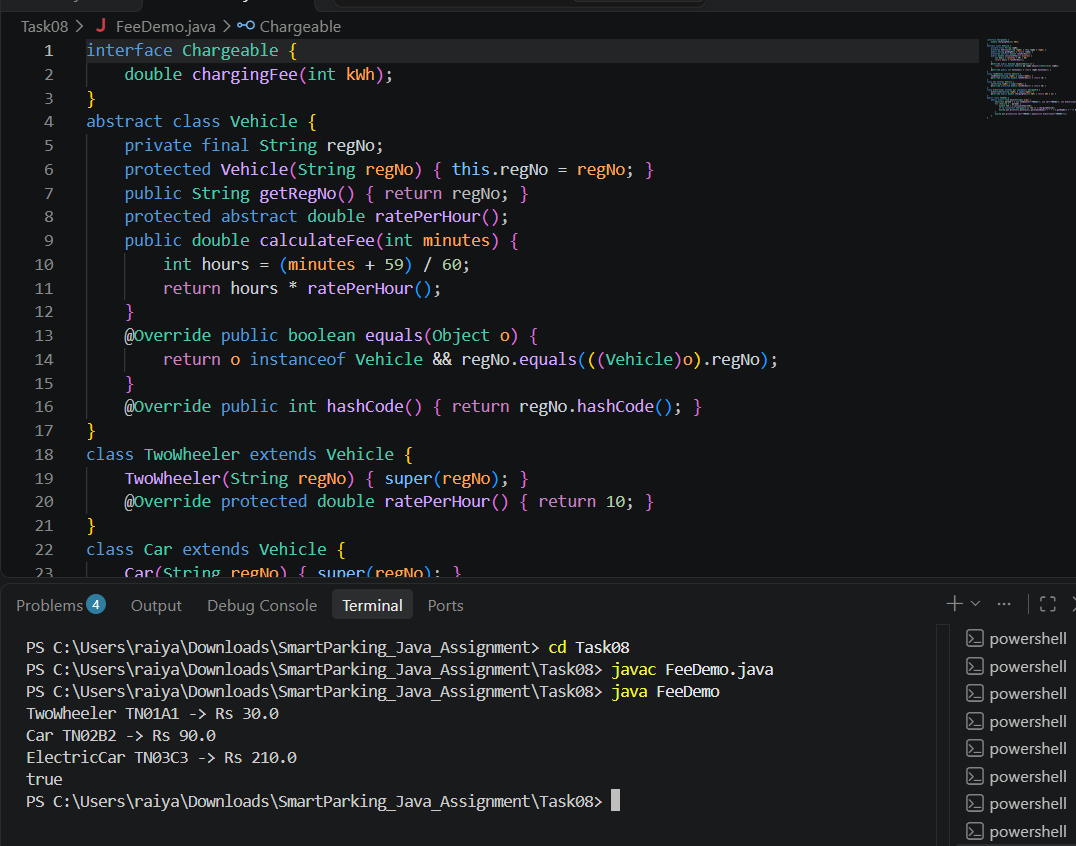 Task08 > J FeeDemo.java > Chargeable
1 interface Chargeable {
2     double chargingFee(int kWh);
3 }
4 abstract class Vehicle {
5     private final String regNo;
6     protected Vehicle(String regNo) { this.regNo = regNo; }
7     public String getRegNo() { return regNo; }
8     protected abstract double ratePerHour();
9     public double calculateFee(int minutes) {
10         int hours = (minutes + 59) / 60;
11         return hours * ratePerHour();
12     }
13     @Override public boolean equals(Object o) {
14         return o instanceof Vehicle && regNo.equals(((Vehicle)o).regNo);
15     }
16     @Override public int hashCode() { return regNo.hashCode(); }
17 }
18 class TwoWheeler extends Vehicle {
19     TwoWheeler(String regNo) { super(regNo); }
20     @Override protected double ratePerHour() { return 10; }
21 }
22 class Car extends Vehicle {
23     Car(String regNo) { super(regNo); }
Problems 4 Output Debug Console Terminal Ports
PS C:\Users\raiya\Downloads\SmartParking_Java_Assignment> cd Task08
PS C:\Users\raiya\Downloads\SmartParking_Java_Assignment\Task08> javac FeeDemo.java
PS C:\Users\raiya\Downloads\SmartParking_Java_Assignment\Task08> java FeeDemo
TwoWheeler TN01A1 -> Rs 30.0
Car TN02B2 -> Rs 90.0
ElectricCar TN03C3 -> Rs 210.0
true
PS C:\Users\raiya\Downloads\SmartParking_Java_Assignment\Task08>
powershell
powershell
powershell
powershell
powershell
powershell
powershell
powershell